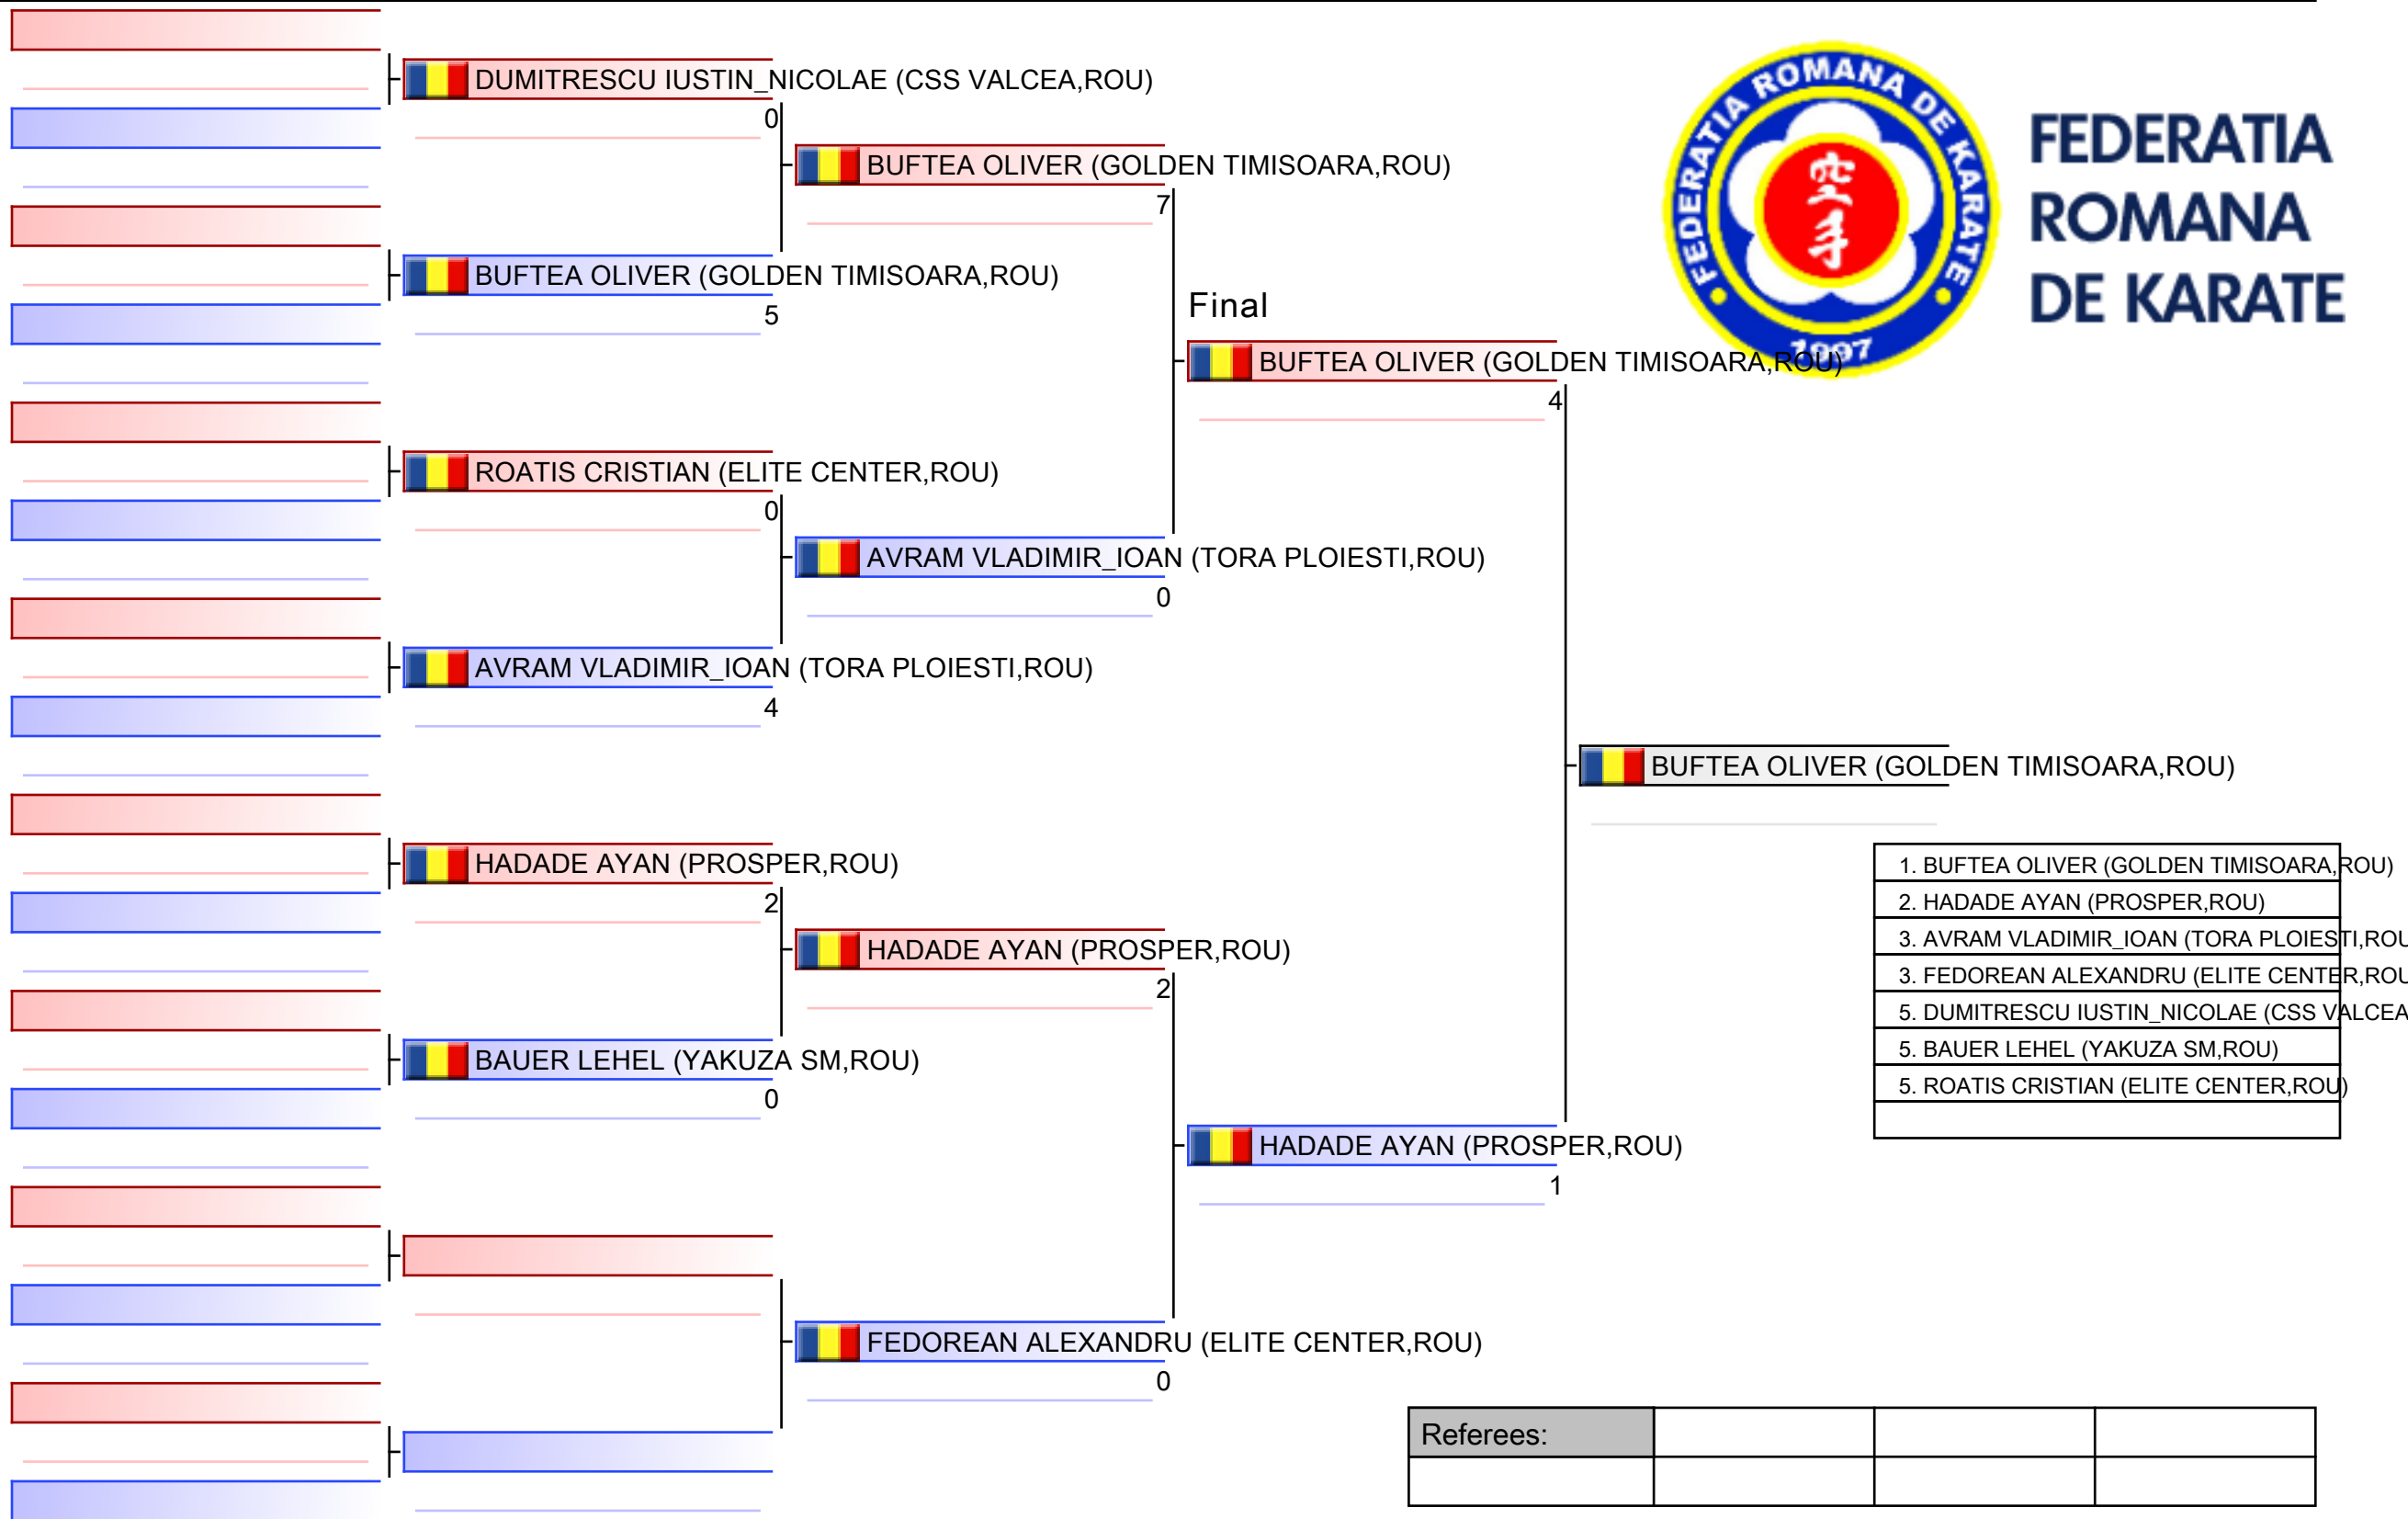 DUMITRESCU IUSTIN_NICOLAE (CSS VALCEA,ROU)
0
BUFTEA OLIVER (GOLDEN TIMISOARA,ROU)
7
BUFTEA OLIVER (GOLDEN TIMISOARA,ROU)
5
ROATIS CRISTIAN (ELITE CENTER,ROU)
0
AVRAM VLADIMIR_IOAN (TORA PLOIESTI,ROU)
0
AVRAM VLADIMIR_IOAN (TORA PLOIESTI,ROU)
4
HADADE AYAN (PROSPER,ROU)
2
HADADE AYAN (PROSPER,ROU)
2
BAUER LEHEL (YAKUZA SM,ROU)
0
FEDOREAN ALEXANDRU (ELITE CENTER,ROU)
0
Final
BUFTEA OLIVER (GOLDEN TIMISOARA,ROU)
4
HADADE AYAN (PROSPER,ROU)
1
BUFTEA OLIVER (GOLDEN TIMISOARA,ROU)
FEDERATIA ROMANA DE KARATE
空手
1997
FEDERATIA
ROMANA
DE KARATE
1. BUFTEA OLIVER (GOLDEN TIMISOARA,ROU)
2. HADADE AYAN (PROSPER,ROU)
3. AVRAM VLADIMIR_IOAN (TORA PLOIESTI,ROU
3. FEDOREAN ALEXANDRU (ELITE CENTER,ROU
5. DUMITRESCU IUSTIN_NICOLAE (CSS VALCEA
5. BAUER LEHEL (YAKUZA SM,ROU)
5. ROATIS CRISTIAN (ELITE CENTER,ROU)
Referees: